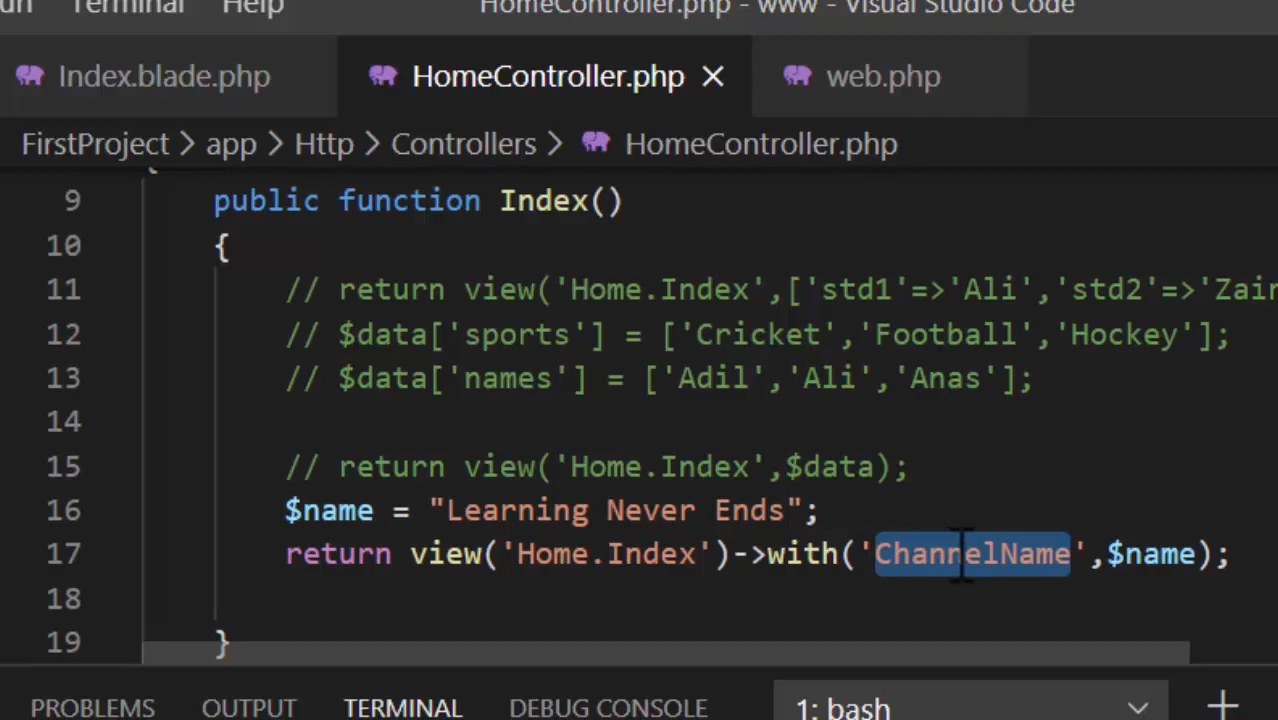 Terminal Help HomeController.php - www - Visual Studio Code
Index.blade.php HomeController.php web.php
FirstProject > app > Http > Controllers > HomeController.php
9 public function Index()
10 {
11 // return view('Home.Index',['std1'=>'Ali','std2'=>'Zain
12 // $data['sports'] = ['Cricket','Football','Hockey'];
13 // $data['names'] = ['Adil','Ali','Anas'];
14
15 // return view('Home.Index',$data);
16 $name = "Learning Never Ends";
17 return view('Home.Index')->with('ChannelName',$name);
18
19 }
PROBLEMS OUTPUT TERMINAL DEBUG CONSOLE 1: bash